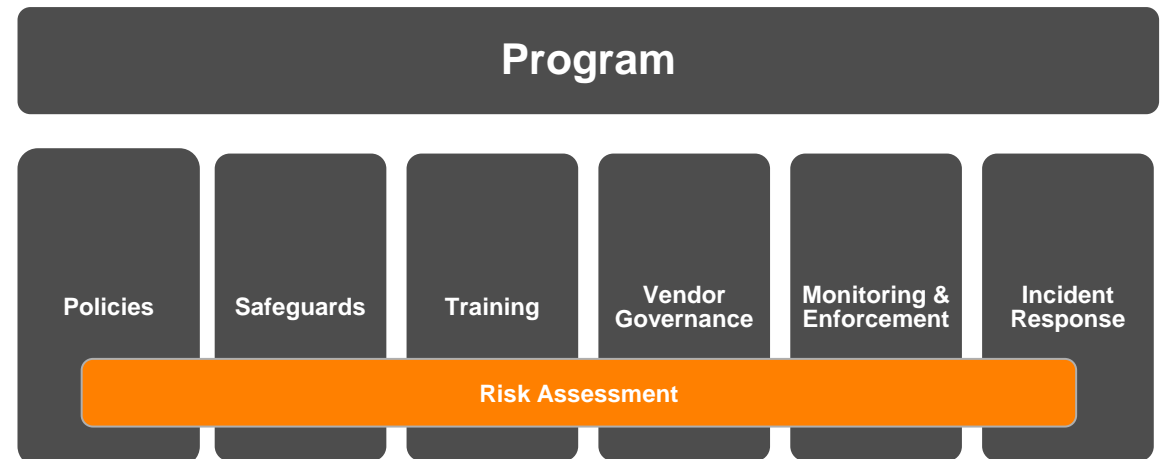 Program
Policies
Safeguards
Training
Vendor
Governance
Monitoring &
Enforcement
Incident
Response
Risk Assessment